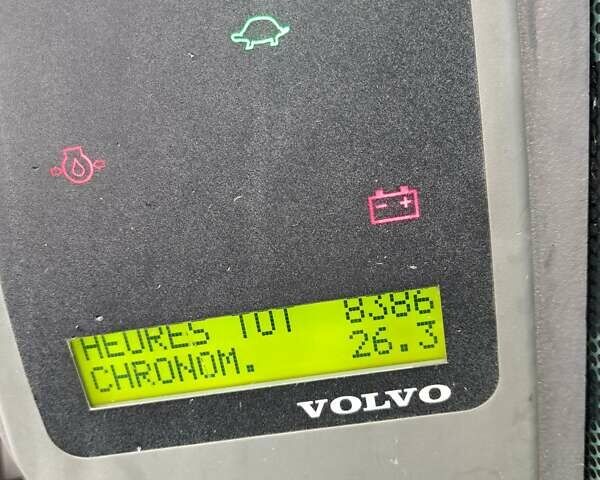 HEURES TOT 8386
CHRONOM. 26.3
VOLVO